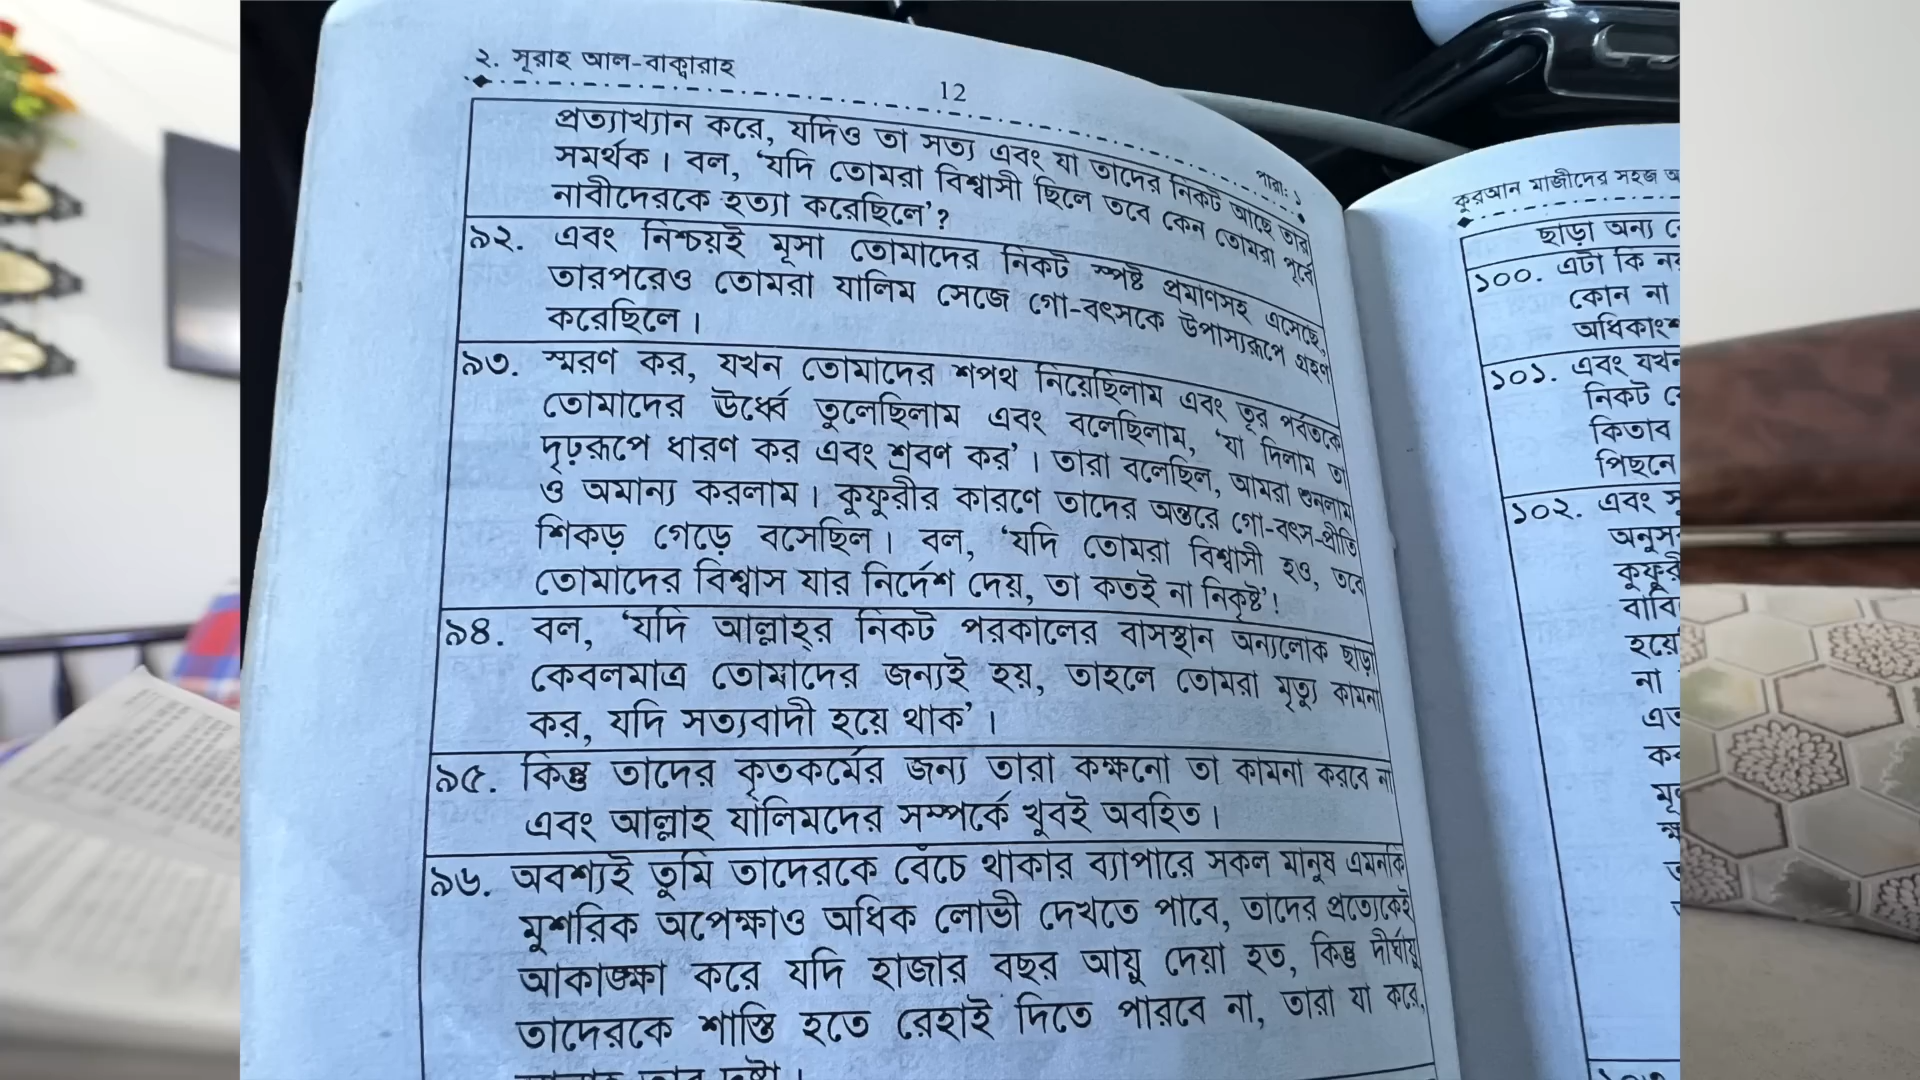 ২. সূরাহ আল-বাক্বারাহ
12
পারা: ১
প্রত্যাখ্যান করে, যদিও তা সত্য এবং যা তাদের নিকট আছে তার
সমর্থক। বল, ‘যদি তোমরা বিশ্বাসী ছিলে তবে কেন তোমরা পূর্বে
নাবীদেরকে হত্যা করেছিলে’?
৯২. এবং নিশ্চয়ই মূসা তোমাদের নিকট স্পষ্ট প্রমাণসহ এসেছে,
তারপরেও তোমরা যালিম সেজে গো-বৎসকে উপাস্যরূপে গ্রহণ
করেছিলে।
৯৩. স্মরণ কর, যখন তোমাদের শপথ নিয়েছিলাম এবং তূর পর্বতকে
তোমাদের ঊর্ধ্বে তুলেছিলাম এবং বলেছিলাম, ‘যা দিলাম তা
দৃঢ়রূপে ধারণ কর এবং শ্রবণ কর’। তারা বলেছিল, আমরা শুনলাম
ও অমান্য করলাম। কুফুরীর কারণে তাদের অন্তরে গো-বৎস-প্রীতি
শিকড় গেড়ে বসেছিল। বল, ‘যদি তোমরা বিশ্বাসী হও, তবে
তোমাদের বিশ্বাস যার নির্দেশ দেয়, তা কতই না নিকৃষ্ট’!
৯৪. বল, ‘যদি আল্লাহ্‌র নিকট পরকালের বাসস্থান অন্যলোক ছাড়া
কেবলমাত্র তোমাদের জন্যই হয়, তাহলে তোমরা মৃত্যু কামনা
কর, যদি সত্যবাদী হয়ে থাক’।
৯৫. কিন্তু তাদের কৃতকর্মের জন্য তারা কক্ষনো তা কামনা করবে না
এবং আল্লাহ যালিমদের সম্পর্কে খুবই অবহিত।
৯৬. অবশ্যই তুমি তাদেরকে বেঁচে থাকার ব্যাপারে সকল মানুষ এমনকি
মুশরিক অপেক্ষাও অধিক লোভী দেখতে পাবে, তাদের প্রত্যেকেই
আকাঙ্ক্ষা করে যদি হাজার বছর আয়ু দেয়া হত, কিন্তু দীর্ঘায়ু
তাদেরকে শাস্তি হতে রেহাই দিতে পারবে না, তারা যা করে,
কুরআন মাজীদের সহজ
ছাড়া অন্য
১০০. এটা কি
কোন না
অধিকাংশ
১০১. এবং যখন
নিকট
কিতাব
পিছনে
১০২. এবং
হয়ে
না